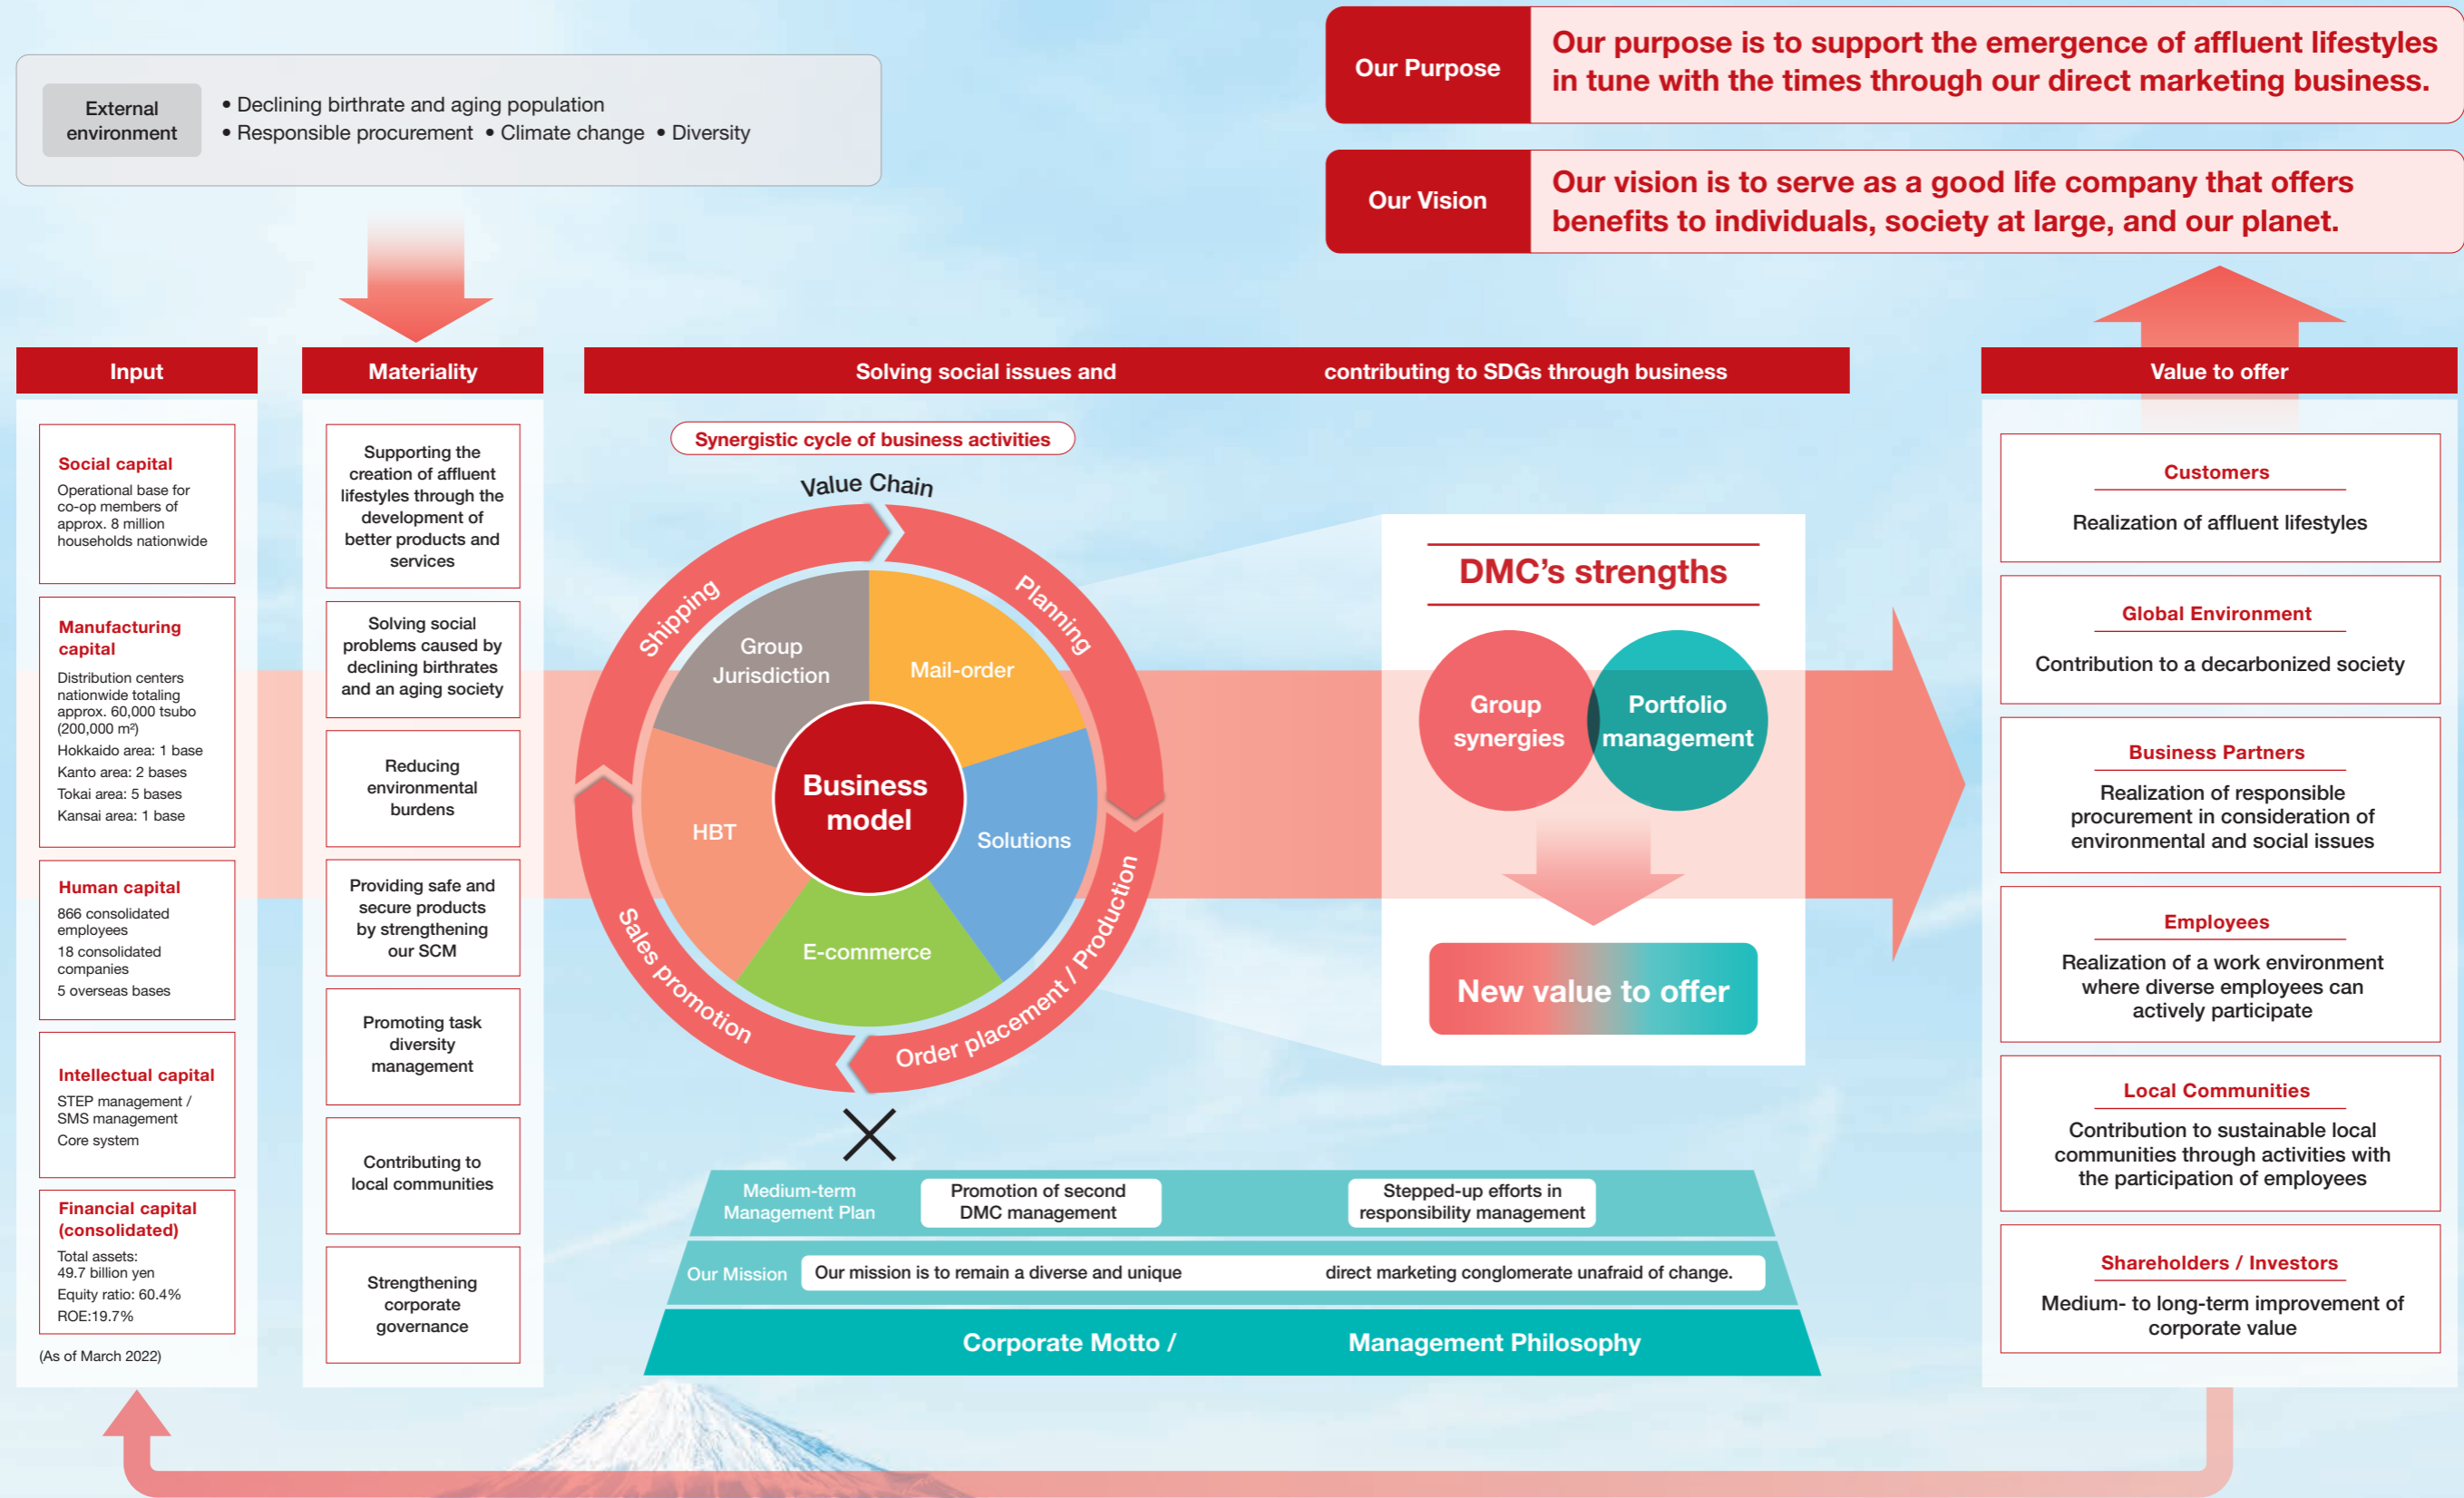 Our Purpose
Our purpose is to support the emergence of affluent lifestyles
in tune with the times through our direct marketing business.
External
environment
• Declining birthrate and aging population
• Responsible procurement • Climate change • Diversity
Our Vision
Our vision is to serve as a good life company that offers
benefits to individuals, society at large, and our planet.
Input
Social capital
Operational base for
co-op members of
approx. 8 million
households nationwide
Manufacturing
capital
Distribution centers
nationwide totaling
approx. 60,000 tsubo
(200,000 m²)
Hokkaido area: 1 base
Kanto area: 2 bases
Tokai area: 5 bases
Kansai area: 1 base
Human capital
866 consolidated
employees
18 consolidated
companies
5 overseas bases
Intellectual capital
STEP management /
SMS management
Core system
Financial capital
(consolidated)
Total assets:
49.7 billion yen
Equity ratio: 60.4%
ROE:19.7%
(As of March 2022)
Materiality
Supporting the
creation of affluent
lifestyles through the
development of
better products and
services
Solving social
problems caused by
declining birthrates
and an aging society
Reducing
environmental
burdens
Providing safe and
secure products
by strengthening
our SCM
Promoting task
diversity
management
Contributing to
local communities
Strengthening
corporate
governance
Solving social issues and contributing to SDGs through business
Synergistic cycle of business activities
Value Chain
Planning
Order placement / Production
Sales promotion
Shipping
Group
Jurisdiction
Mail-order
Solutions
E-commerce
HBT
Business
model
DMC's strengths
Group
synergies
Portfolio
management
New value to offer
Medium-term
Management Plan
Promotion of second
DMC management
Stepped-up efforts in
responsibility management
Our Mission
Our mission is to remain a diverse and unique direct marketing conglomerate unafraid of change.
Corporate Motto / Management Philosophy
Value to offer
Customers
Realization of affluent lifestyles
Global Environment
Contribution to a decarbonized society
Business Partners
Realization of responsible
procurement in consideration of
environmental and social issues
Employees
Realization of a work environment
where diverse employees can
actively participate
Local Communities
Contribution to sustainable local
communities through activities with
the participation of employees
Shareholders / Investors
Medium- to long-term improvement of
corporate value